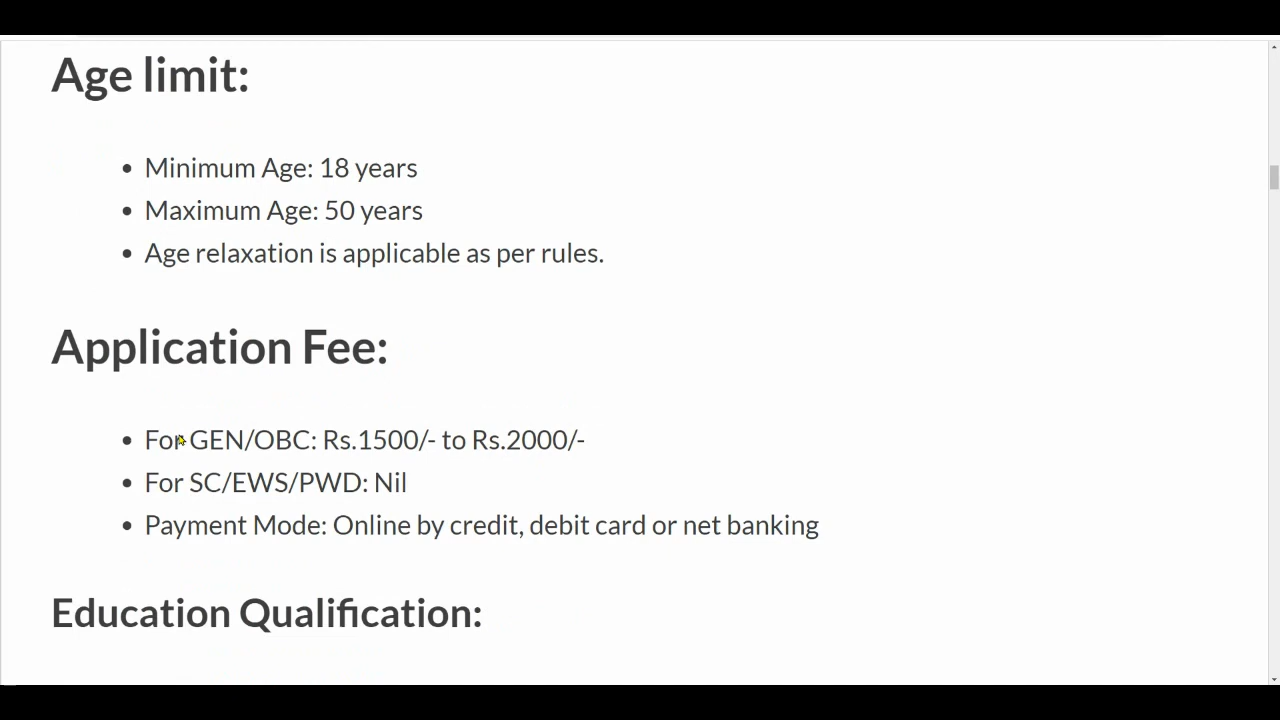 Age limit:
Minimum Age: 18 years
Maximum Age: 50 years
Age relaxation is applicable as per rules.
Application Fee:
For GEN/OBC: Rs.1500/- to Rs.2000/-
For SC/EWS/PWD: Nil
Payment Mode: Online by credit, debit card or net banking
Education Qualification: